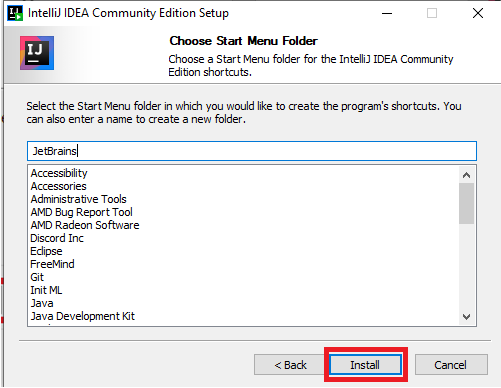 IntelliJ IDEA Community Edition Setup
IJ
Choose Start Menu Folder
Choose a Start Menu folder for the IntelliJ IDEA Community
Edition shortcuts.
Select the Start Menu folder in which you would like to create the program's shortcuts. You
can also enter a name to create a new folder.
JetBrains
Accessibility
Accessories
Administrative Tools
AMD Bug Report Tool
AMD Radeon Software
Discord Inc
Eclipse
FreeMind
Git
Init ML
Java
Java Development Kit
< Back
Install
Cancel